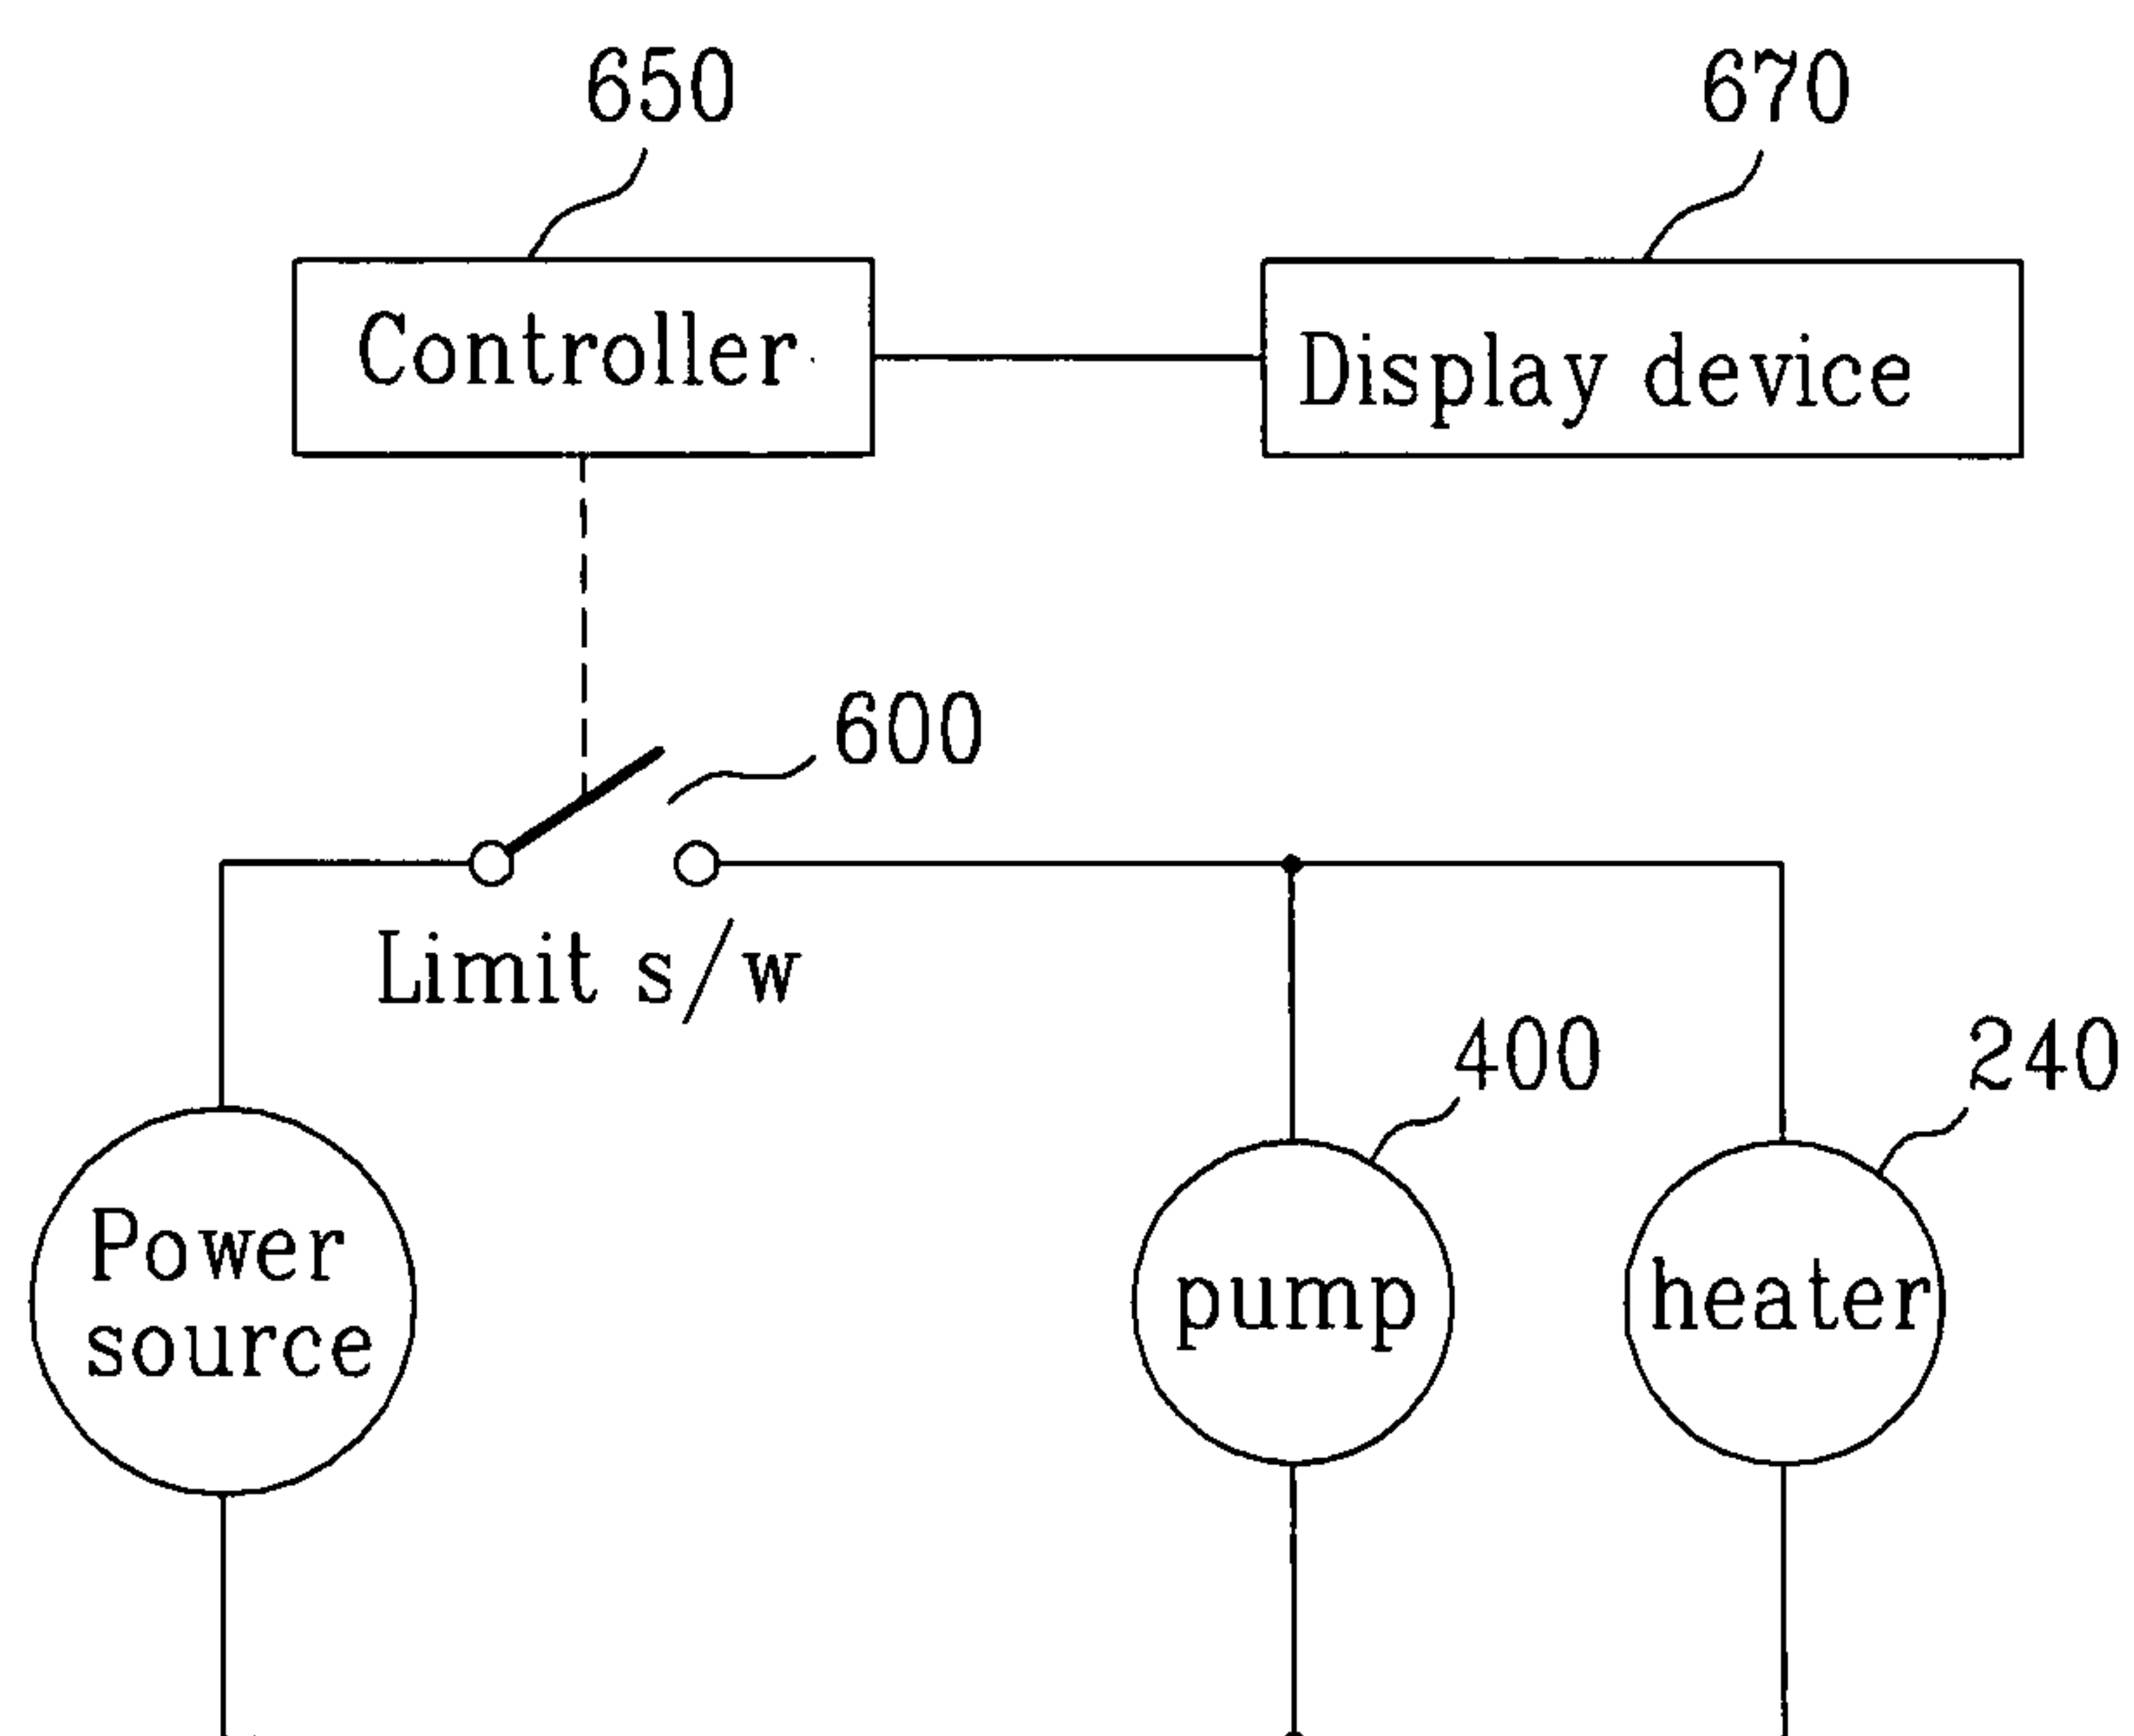 650
670
Controller
Display device
600
Limit s/w
400
240
Power
source
pump
heater